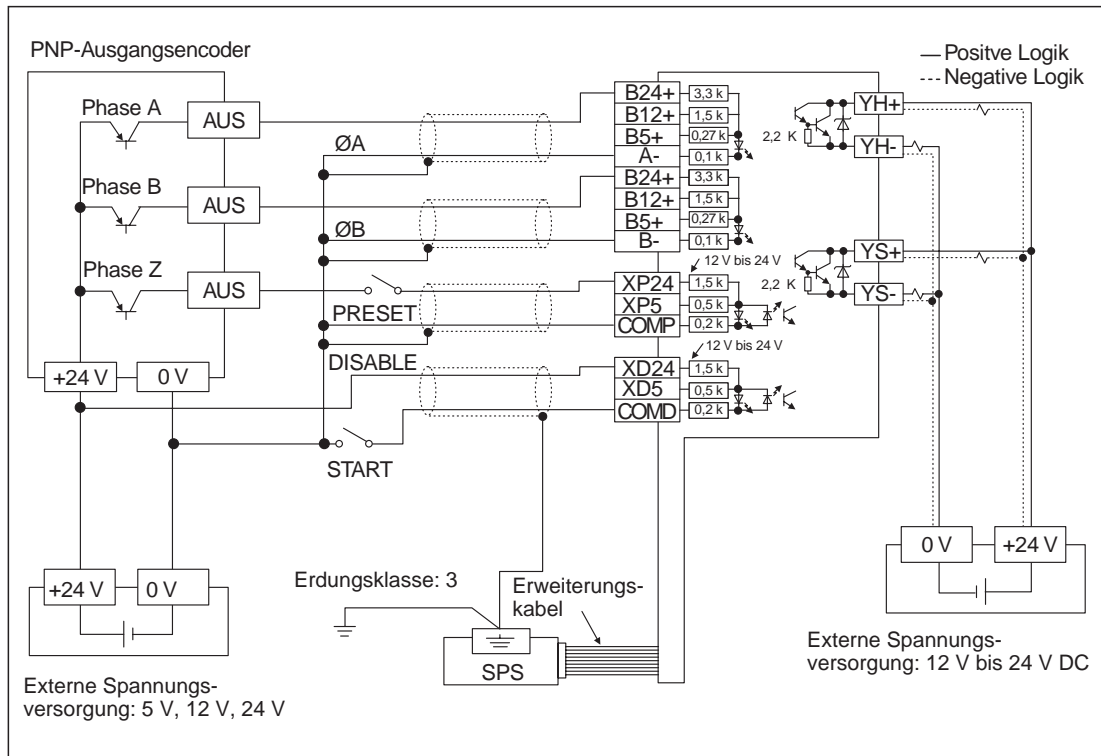 PNP-Ausgangsencoder
Positve Logik
Negative Logik
Phase A
AUS
ØA
Phase B
AUS
ØB
Phase Z
AUS
PRESET
DISABLE
START
+24 V
0 V
B24+
3,3 k
B12+
1,5 k
B5+
0,27 k
A-
0,1 k
B24+
3,3 k
B12+
1,5 k
B5+
0,27 k
B-
0,1 k
12 V bis 24 V
XP24
1,5 k
XP5
0,5 k
COMP
0,2 k
12 V bis 24 V
XD24
1,5 k
XD5
0,5 k
COMD
0,2 k
2,2 K
YH+
YH-
2,2 K
YS+
YS-
+24 V
0 V
Externe Spannungs-
versorgung: 5 V, 12 V, 24 V
Erdungsklasse: 3
Erweiterungs-
kabel
SPS
0 V
+24 V
Externe Spannungs-
versorgung: 12 V bis 24 V DC